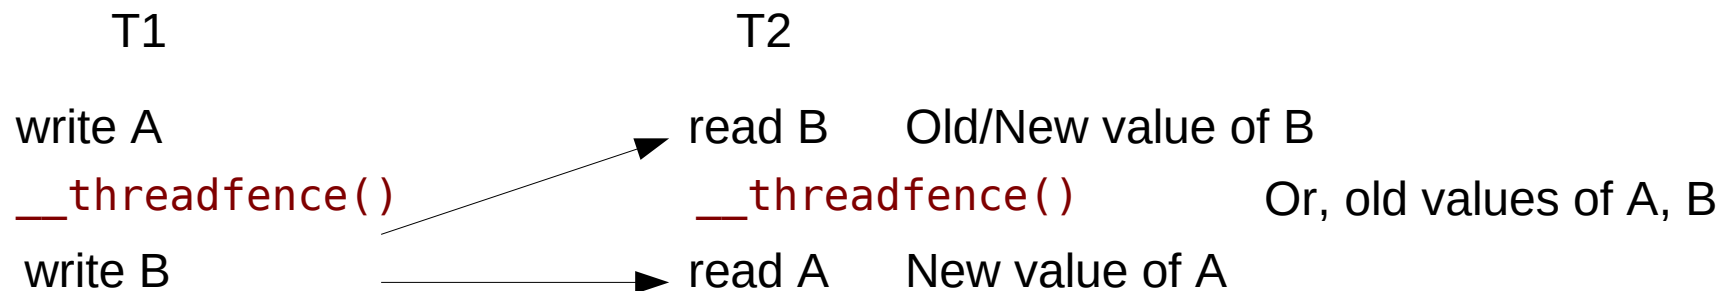 T1 T2
write A read B Old/New value of B
__threadfence() __threadfence() Or, old values of A, B
write B read A New value of A